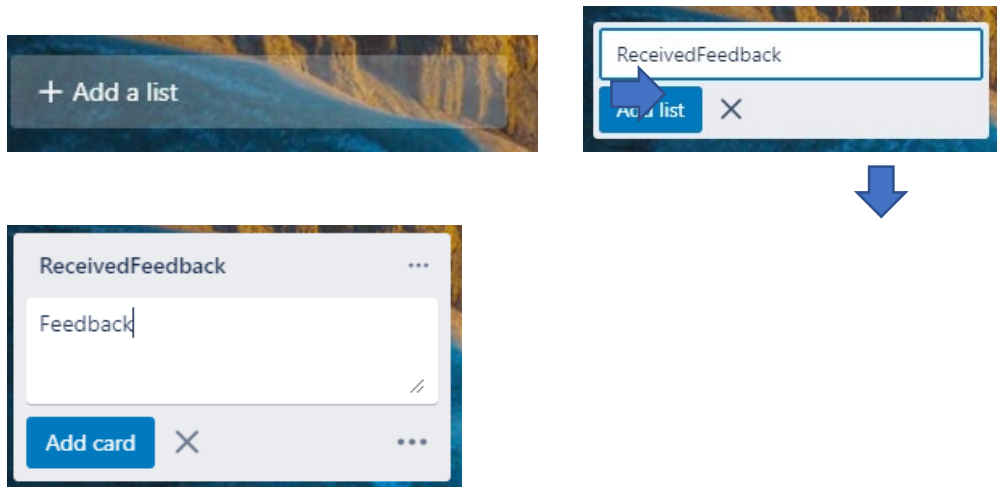 + Add a list
ReceivedFeedback
Add list
ReceivedFeedback
Feedback
Add card